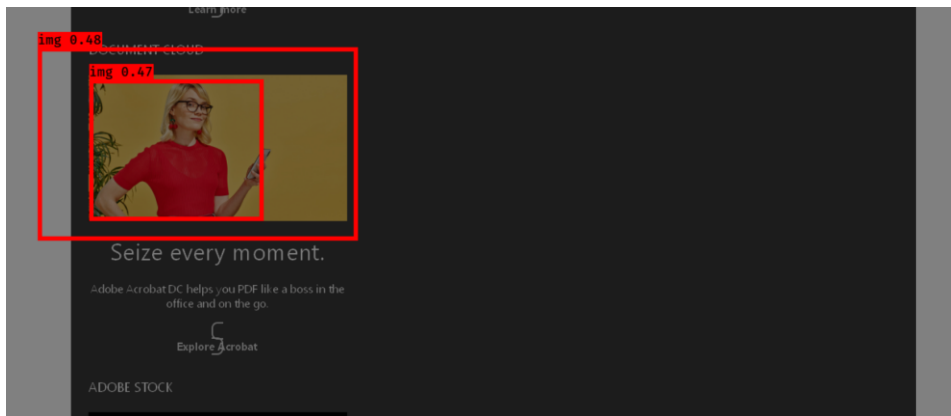 Learn more
img 0.48
DOCUMENT CLOUD
img 0.47
Seize every moment.
Adobe Acrobat DC helps you PDF like a boss in the
office and on the go.
Explore Acrobat
ADOBE STOCK